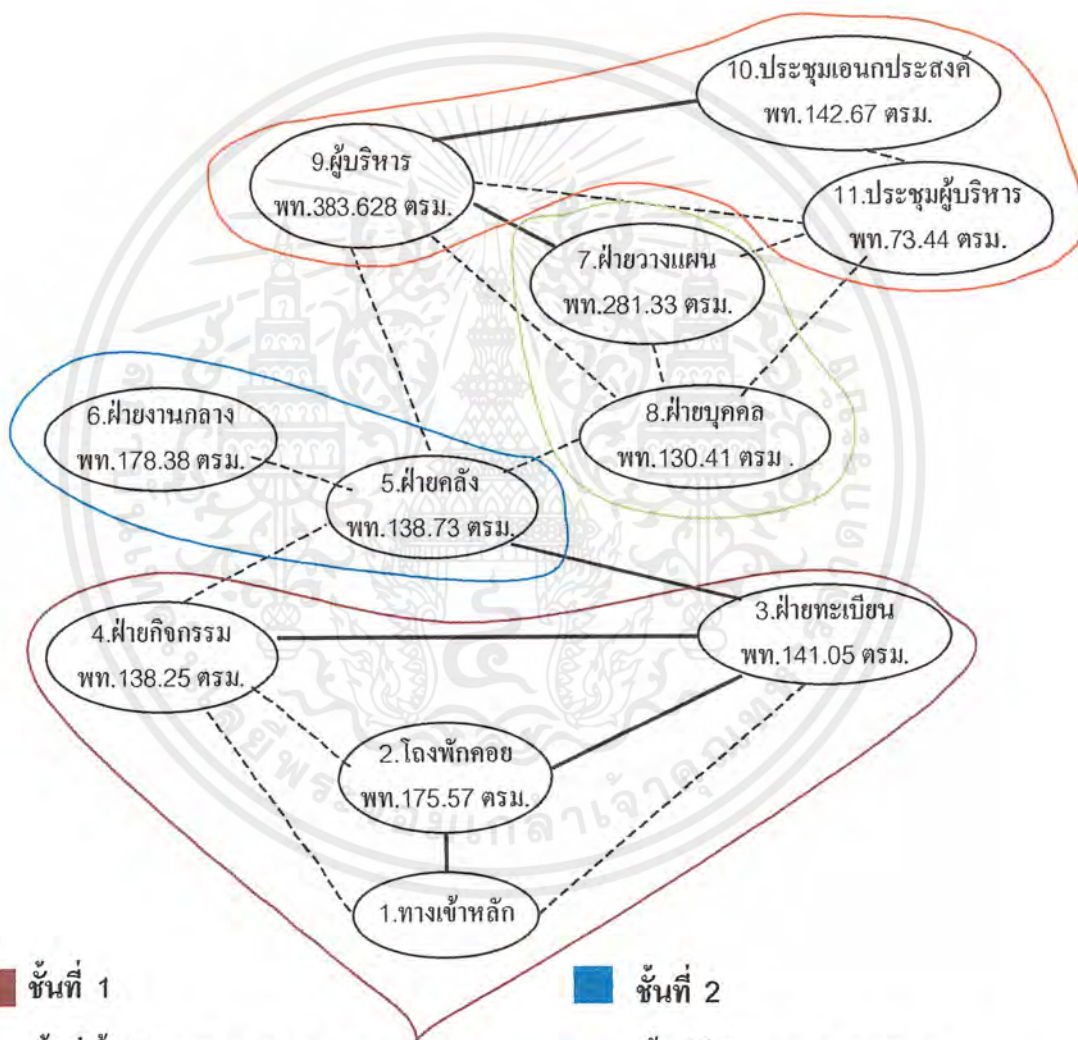 10.ประชุมเอนกประสงค์
พท.142.67 ตรม.
9.ผู้บริหาร
พท.383.628 ตรม.
11.ประชุมผู้บริหาร
พท.73.44 ตรม.
7.ฝ่ายวางแผน
พท.281.33 ตรม.
8.ฝ่ายบุคคล
พท.130.41 ตรม .
6.ฝ่ายงานกลาง
พท.178.38 ตรม.
5.ฝ่ายคลัง
พท.138.73 ตรม.
3.ฝ่ายทะเบียน
พท.141.05 ตรม.
4.ฝ่ายกิจกรรม
พท.138.25 ตรม.
2.โถงพักคอย
พท.175.57 ตรม.
1.ทางเข้าหลัก
ชั้นที่ 1
ชั้นที่ 2